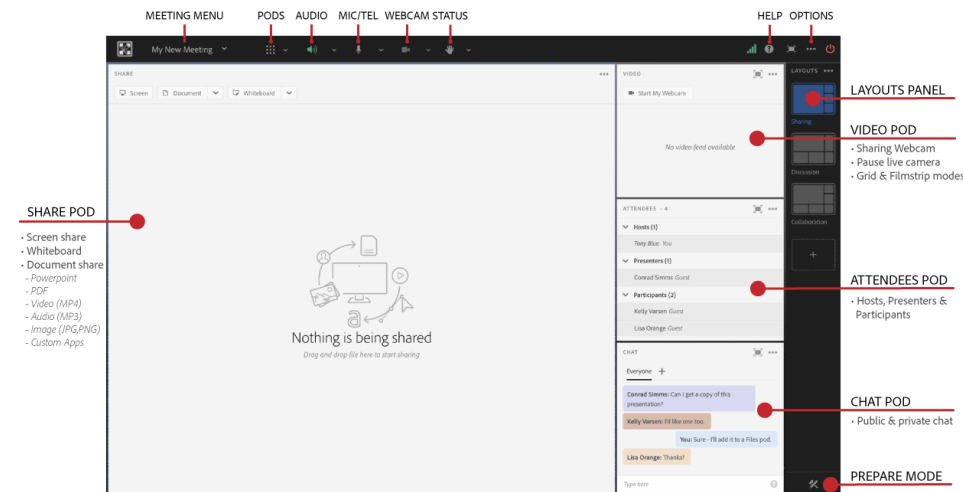 MEETING MENU
PODS
AUDIO
MIC/TEL
WEBCAM
STATUS
HELP
OPTIONS
My New Meeting
SHARE
Screen
Document
Whiteboard
VIDEO
Start My Webcam
No video feed available
LAYOUTS
Sharing
Discussion
Collaboration
LAYOUTS PANEL
VIDEO POD
• Sharing Webcam
• Pause live camera
• Grid & Filmstrip modes
SHARE POD
• Screen share
• Whiteboard
• Document share
- Powerpoint
- PDF
- Video (MP4)
- Audio (MP3)
- Image (JPG,PNG)
- Custom Apps
Nothing is being shared
Drag and drop file here to start sharing
ATTENDEES - 4
Hosts (1)
Tony Blue You
Presenters (1)
Conrad Simms Guest
Participants (2)
Kelly Varsen Guest
Lisa Orange Guest
ATTENDEES POD
• Hosts, Presenters &
Participants
CHAT
Everyone
Conrad Simms: Can I get a copy of this
presentation?
Kelly Varsen: I'd like one too.
You: Sure - I'll add it to a Files pod.
Lisa Orange: Thanks!
Type here
CHAT POD
• Public & private chat
PREPARE MODE